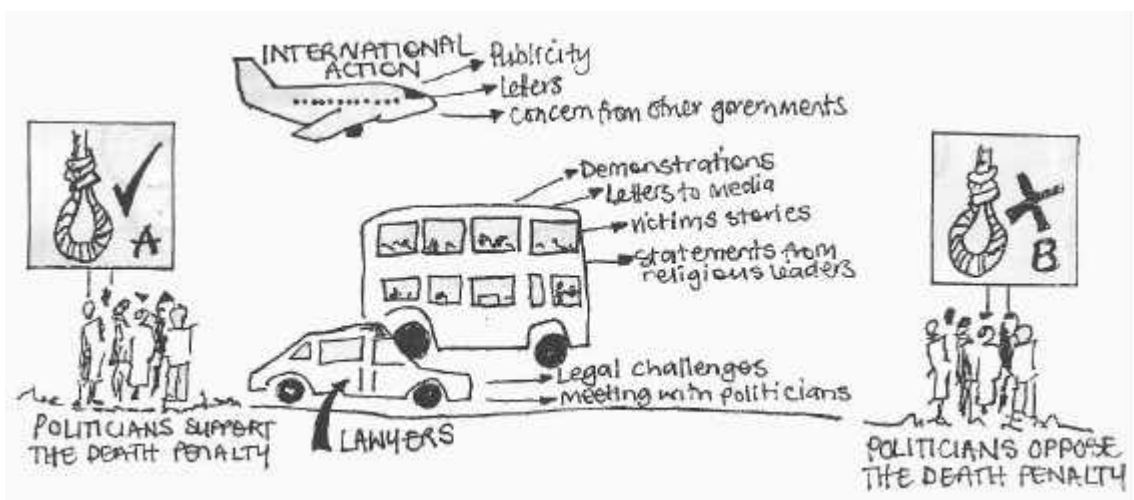 INTERNATIONAL
ACTION
Publicity
Letters
concern from other governments
A
Demonstrations
Letters to media
victims stories
statements from
religious leaders
B
Legal challenges
meeting with politicians
LAWYERS
POLITICIANS SUPPORT
THE DEATH PENALTY
POLITICIANS OPPOSE
THE DEATH PENALTY